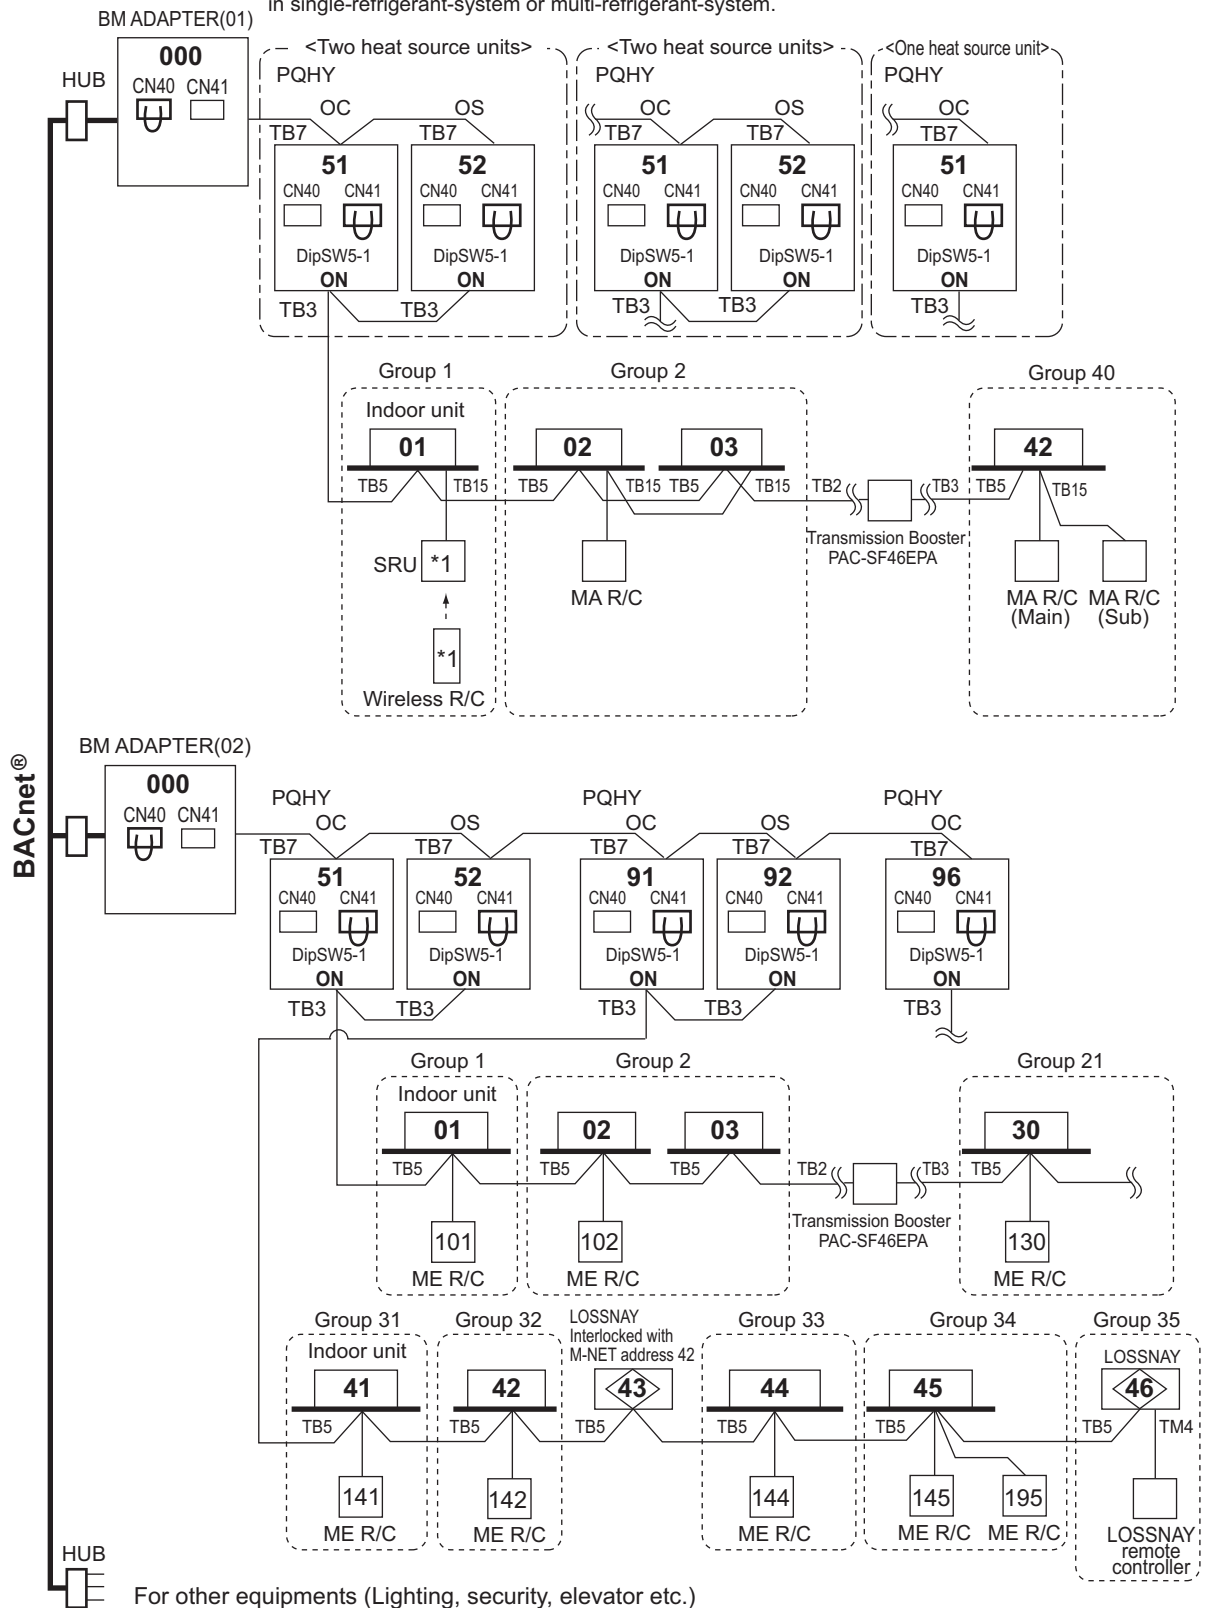 in single-refrigerant-system or multi-refrigerant-system.
BM ADAPTER(01)
HUB
000
CN40 CN41
<Two heat source units>
PQHY
OC OS
TB7 TB7
51 52
CN40 CN41 CN40 CN41
DipSW5-1 DipSW5-1
ON ON
TB3 TB3
<Two heat source units>
PQHY
OC OS
TB7 TB7
51 52
CN40 CN41 CN40 CN41
DipSW5-1 DipSW5-1
ON ON
TB3 TB3
<One heat source unit>
PQHY
OC
TB7
51
CN40 CN41
DipSW5-1
ON
TB3
Group 1
Indoor unit
01
TB5 TB15
SRU *1
*1
Wireless R/C
Group 2
02 03
TB5 TB15 TB5 TB15
MA R/C
TB2 TB3
Transmission Booster
PAC-SF46EPA
Group 40
42
TB5 TB15
MA R/C MA R/C
(Main) (Sub)
BACnet®
BM ADAPTER(02)
000
CN40 CN41
PQHY
OC OS
TB7 TB7
51 52
CN40 CN41 CN40 CN41
DipSW5-1 DipSW5-1
ON ON
TB3 TB3
PQHY
OC OS
TB7 TB7
91 92
CN40 CN41 CN40 CN41
DipSW5-1 DipSW5-1
ON ON
TB3 TB3
PQHY
OC
TB7
96
CN40 CN41
DipSW5-1
ON
TB3
Group 1
Indoor unit
01
TB5
101
ME R/C
Group 2
02 03
TB5 TB5
102
ME R/C
TB2 TB3
Transmission Booster
PAC-SF46EPA
Group 21
30
TB5
130
ME R/C
Group 31
Indoor unit
41
TB5
141
ME R/C
Group 32
42
TB5
142
ME R/C
LOSSNAY
Interlocked with
M-NET address 42
43
TB5
Group 33
44
TB5
144
ME R/C
Group 34
45
TB5
145 195
ME R/C ME R/C
Group 35
LOSSNAY
46
TB5 TM4
LOSSNAY
remote
controller
HUB
For other equipments (Lighting, security, elevator etc.)